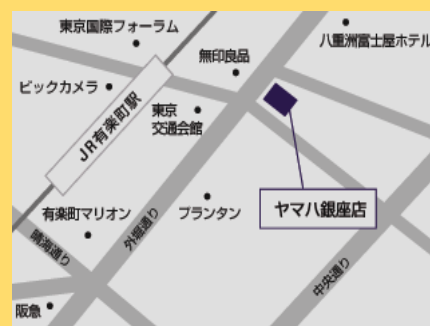 東京国際フォーラム
八重洲富士屋ホテル
無印良品
ビックカメラ
JR有楽町駅
東京
交通会館
有楽町マリオン
プランタン
ヤマハ銀座店
晴海通り
外堀通り
中央通り
阪急